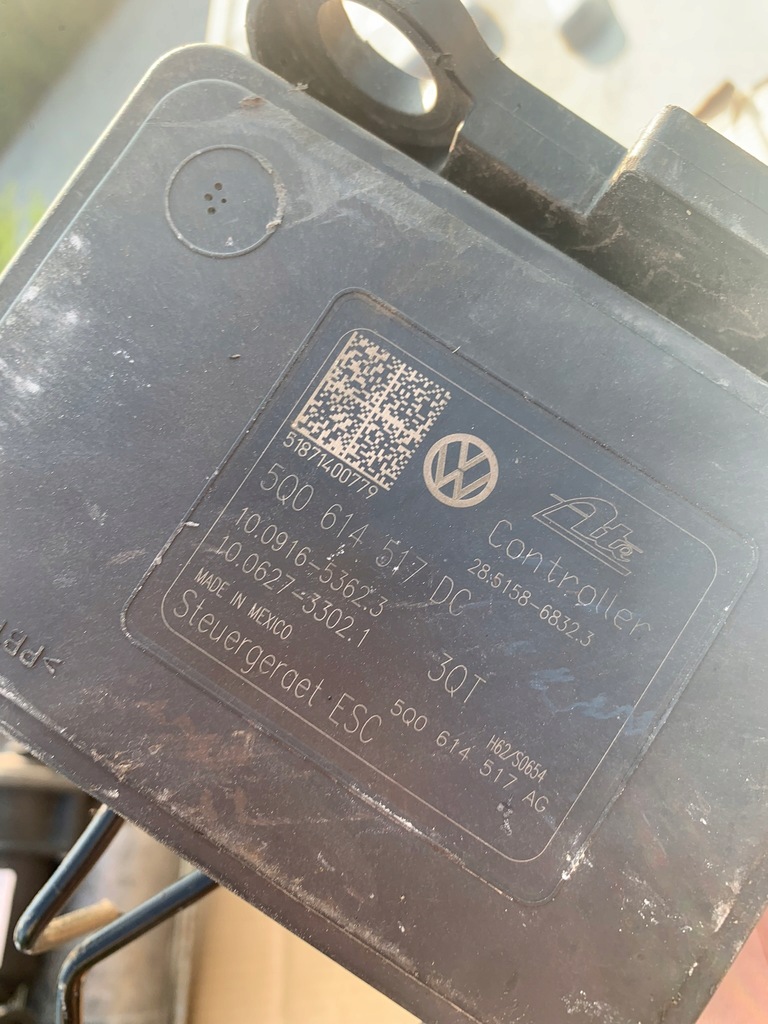 51871400779
Ate
5Q0 614 517 DC
Controller
10.0916-5362.3
28.5158-6832.3
10.0627-3302.1
MADE IN MEXICO
3QT
Steuergeraet ESC
H62/S0654
5Q0 614 517 AG